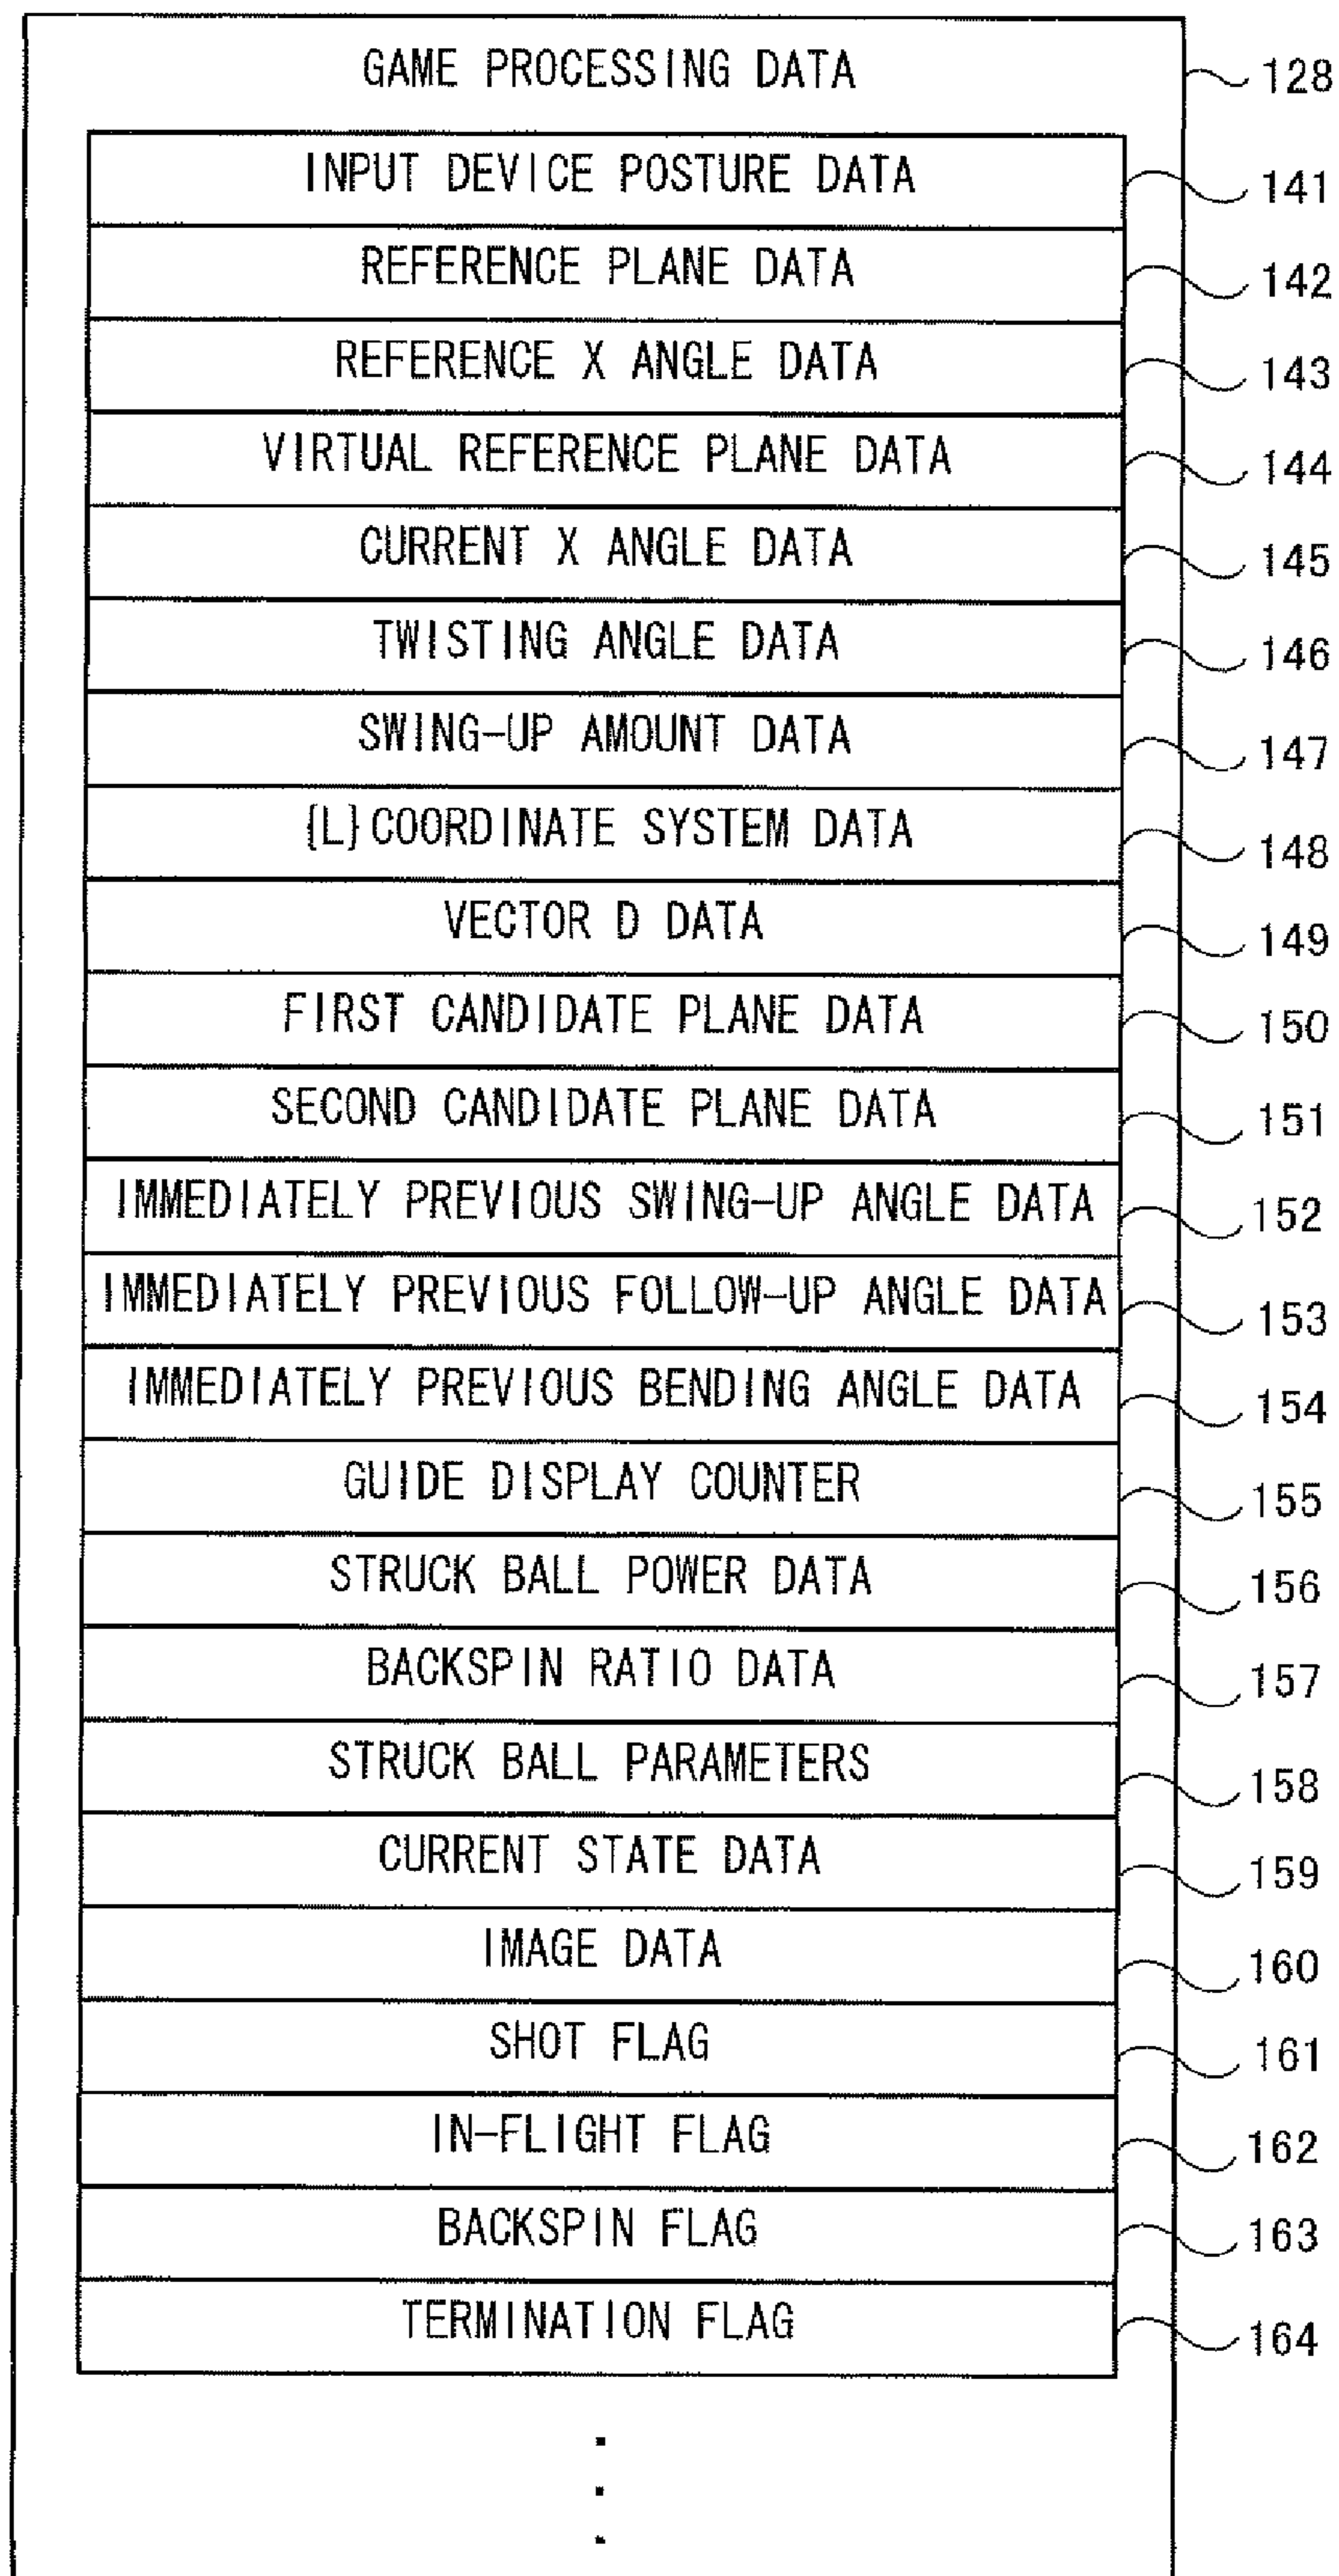 GAME PROCESSING DATA 128
INPUT DEVICE POSTURE DATA 141
REFERENCE PLANE DATA 142
REFERENCE X ANGLE DATA 143
VIRTUAL REFERENCE PLANE DATA 144
CURRENT X ANGLE DATA 145
TWISTING ANGLE DATA 146
SWING-UP AMOUNT DATA 147
{L}COORDINATE SYSTEM DATA 148
VECTOR D DATA 149
FIRST CANDIDATE PLANE DATA 150
SECOND CANDIDATE PLANE DATA 151
IMMEDIATELY PREVIOUS SWING-UP ANGLE DATA 152
IMMEDIATELY PREVIOUS FOLLOW-UP ANGLE DATA 153
IMMEDIATELY PREVIOUS BENDING ANGLE DATA 154
GUIDE DISPLAY COUNTER 155
STRUCK BALL POWER DATA 156
BACKSPIN RATIO DATA 157
STRUCK BALL PARAMETERS 158
CURRENT STATE DATA 159
IMAGE DATA 160
SHOT FLAG 161
IN-FLIGHT FLAG 162
BACKSPIN FLAG 163
TERMINATION FLAG 164